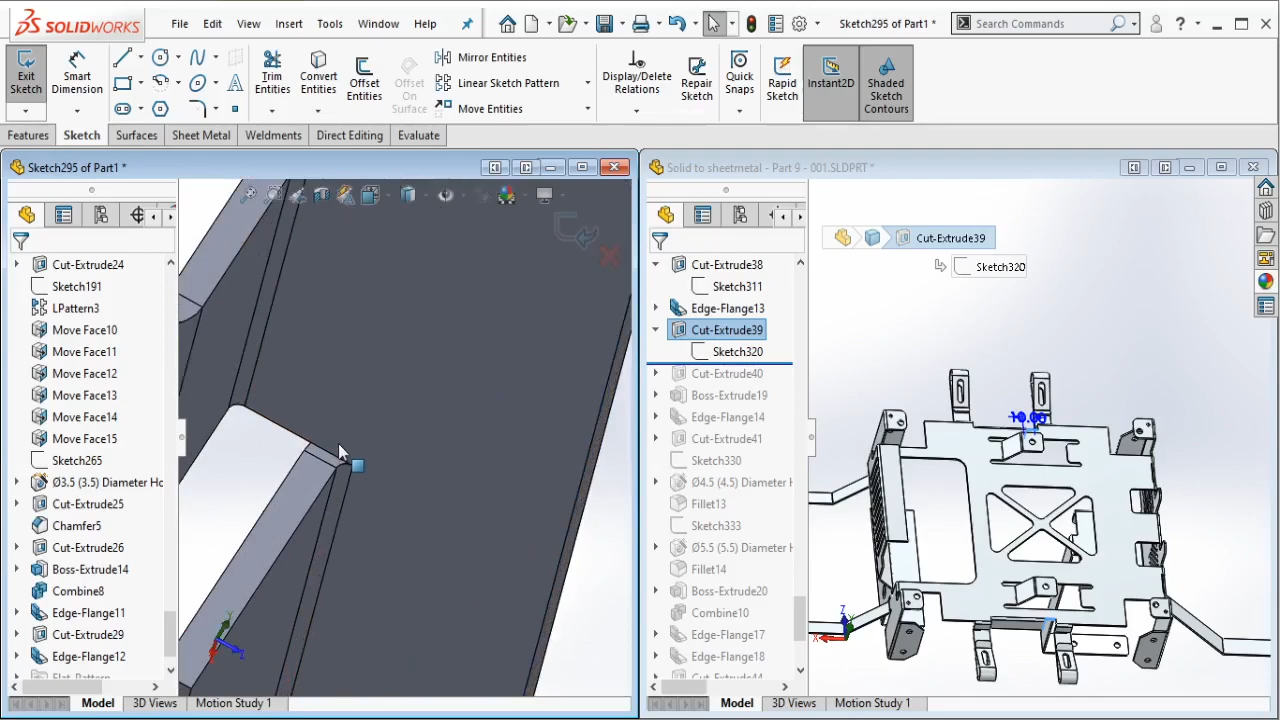 SOLIDWORKS File Edit View Insert Tools Window Help Sketch295 of Part1 * Search Commands ?
Exit Sketch Smart Dimension Trim Entities Convert Entities Offset Entities Offset On Surface Mirror Entities Linear Sketch Pattern Move Entities Display/Delete Relations Repair Sketch Quick Snaps Rapid Sketch Instant2D Shaded Sketch Contours
Features Sketch Surfaces Sheet Metal Weldments Direct Editing Evaluate
Sketch295 of Part1 *
Cut-Extrude24
Sketch191
LPattern3
Move Face10
Move Face11
Move Face12
Move Face13
Move Face14
Move Face15
Sketch265
Ø3.5 (3.5) Diameter Ho
Cut-Extrude25
Chamfer5
Cut-Extrude26
Boss-Extrude14
Combine8
Edge-Flange11
Cut-Extrude29
Edge-Flange12
Flat-Pattern
Y
Z
Model 3D Views Motion Study 1
Solid to sheetmetal - Part 9 - 001.SLDPRT *
Cut-Extrude38
Sketch311
Edge-Flange13
Cut-Extrude39
Sketch320
Cut-Extrude40
Boss-Extrude19
Edge-Flange14
Cut-Extrude41
Sketch330
Ø4.5 (4.5) Diameter H
Fillet13
Sketch333
Ø5.5 (5.5) Diameter H
Fillet14
Boss-Extrude20
Combine10
Edge-Flange17
Edge-Flange18
Cut-Extrude44
Cut-Extrude39
Sketch320
10.00
Z
X
Model 3D Views Motion Study 1